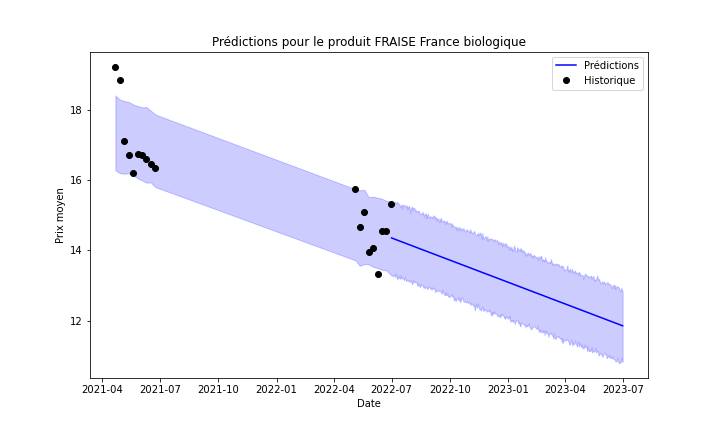 Prédictions pour le produit FRAISE France biologique
Prédictions
Historique
18
16
14
12
Prix moyen
2021-04 2021-07 2021-10 2022-01 2022-04 2022-07 2022-10 2023-01 2023-04 2023-07
Date